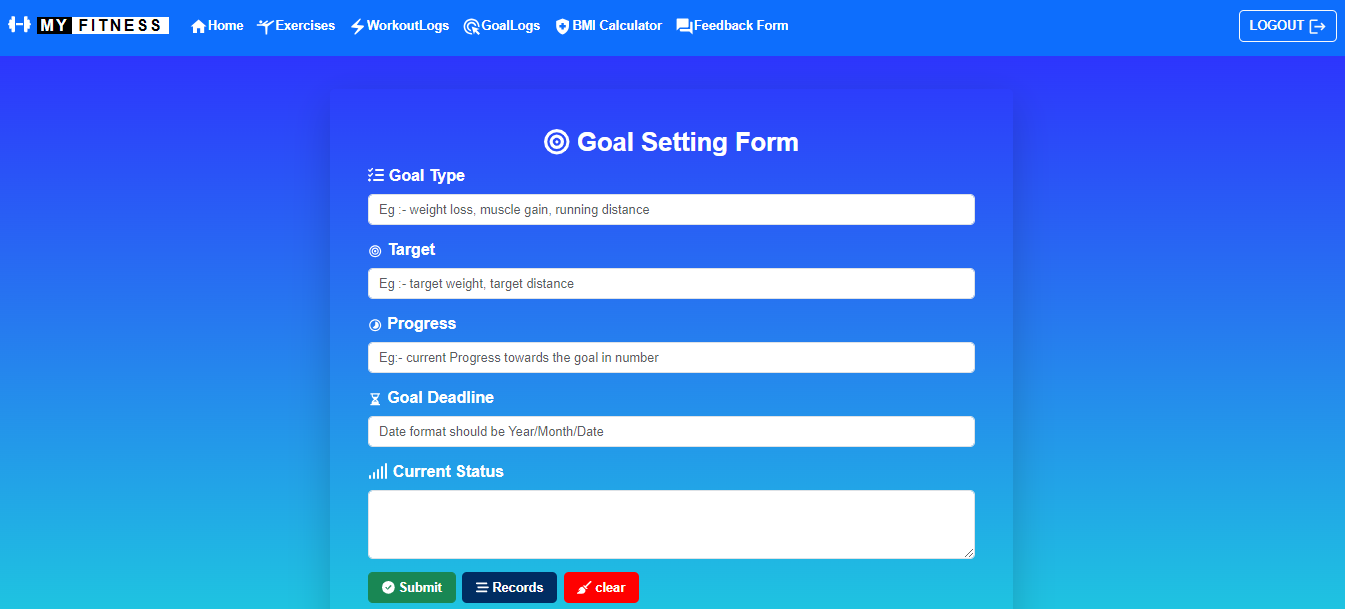 MY FITNESS Home Exercises WorkoutLogs GoalLogs BMI Calculator Feedback Form LOGOUT
Goal Setting Form
Goal Type
Eg :- weight loss, muscle gain, running distance
Target
Eg :- target weight, target distance
Progress
Eg:- current Progress towards the goal in number
Goal Deadline
Date format should be Year/Month/Date
Current Status
Submit Records clear